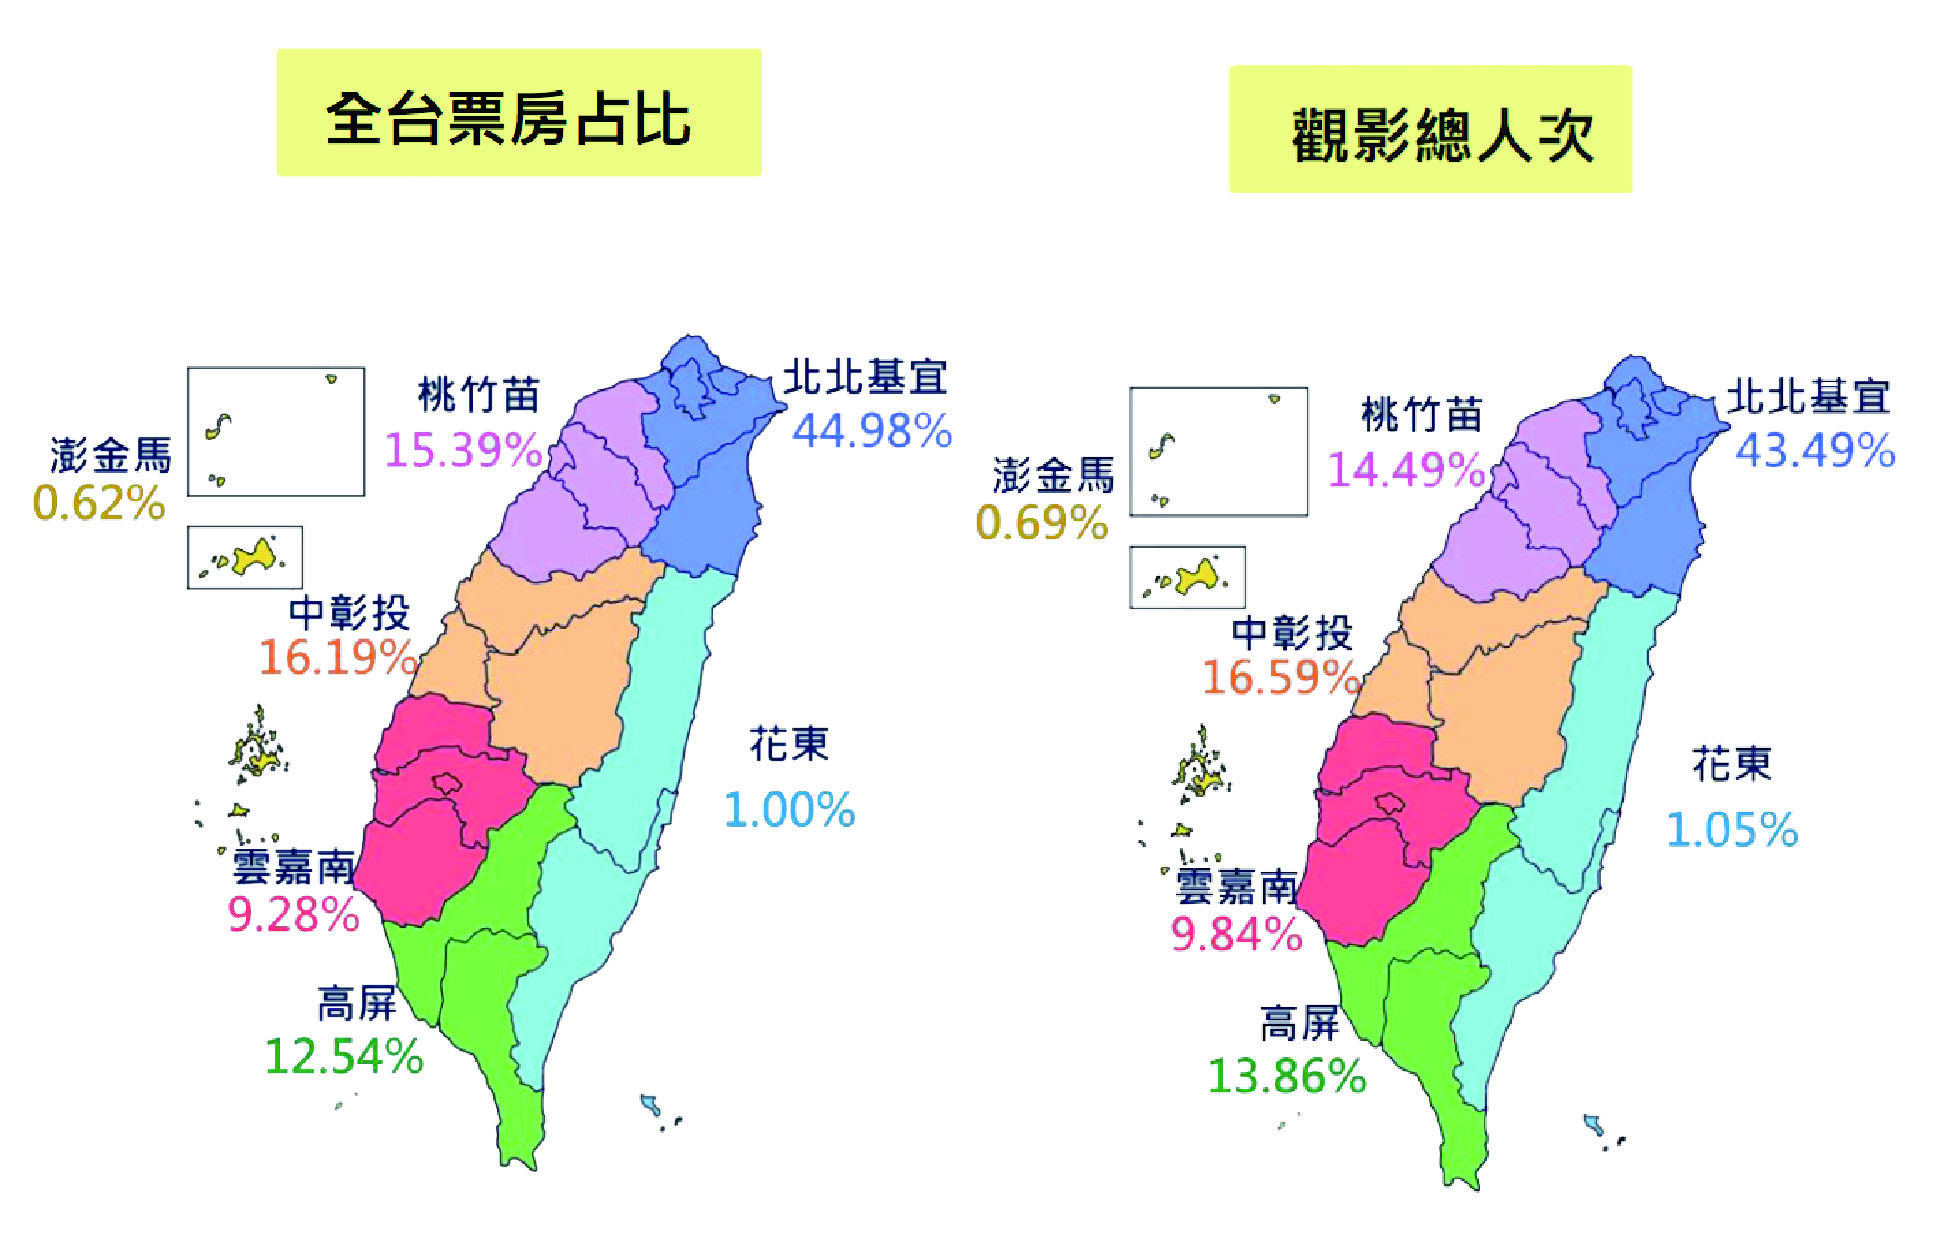 全台票房占比
北北基宜
44.98%
桃竹苗
15.39%
澎金馬
0.62%
中彰投
16.19%
花東
1.00%
雲嘉南
9.28%
高屏
12.54%
觀影總人次
北北基宜
43.49%
桃竹苗
14.49%
澎金馬
0.69%
中彰投
16.59%
花東
1.05%
雲嘉南
9.84%
高屏
13.86%